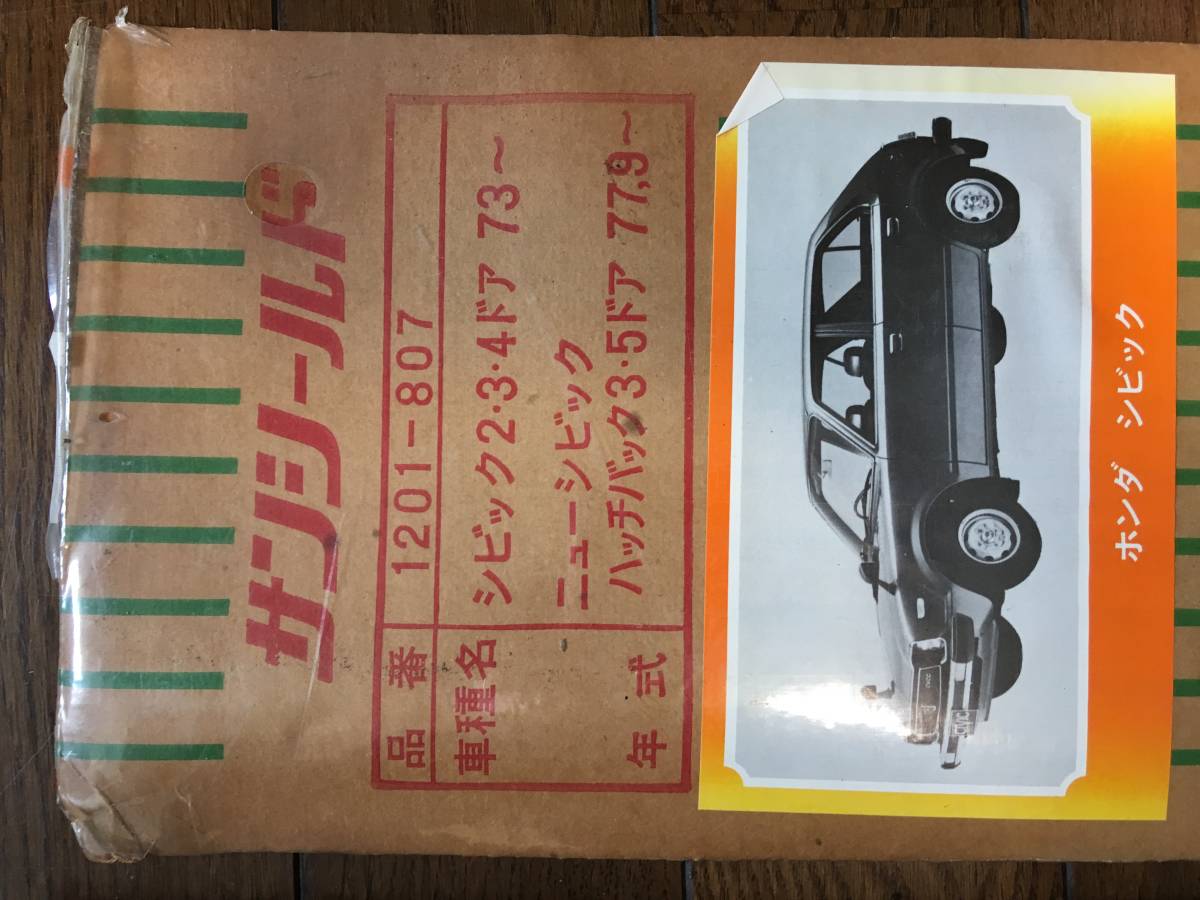 サンシールド
品番 1201-807
車種名 シビック2・3・4ドア 73～
ニューシビック
年式 ハッチバック3・5ドア 77,9～
ホンダ シビック
CIVIC